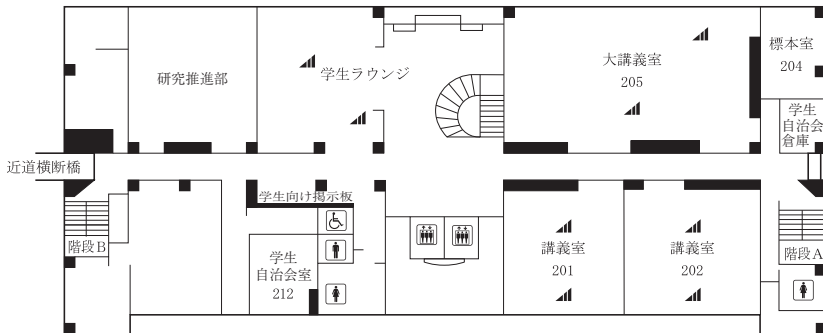 標本室
204
大講義室
205
研究推進部
学生ラウンジ
学生
自治会
倉庫
近道横断橋
学生向け掲示板
階段B
学生
自治会室
212
講義室
201
講義室
202
階段A